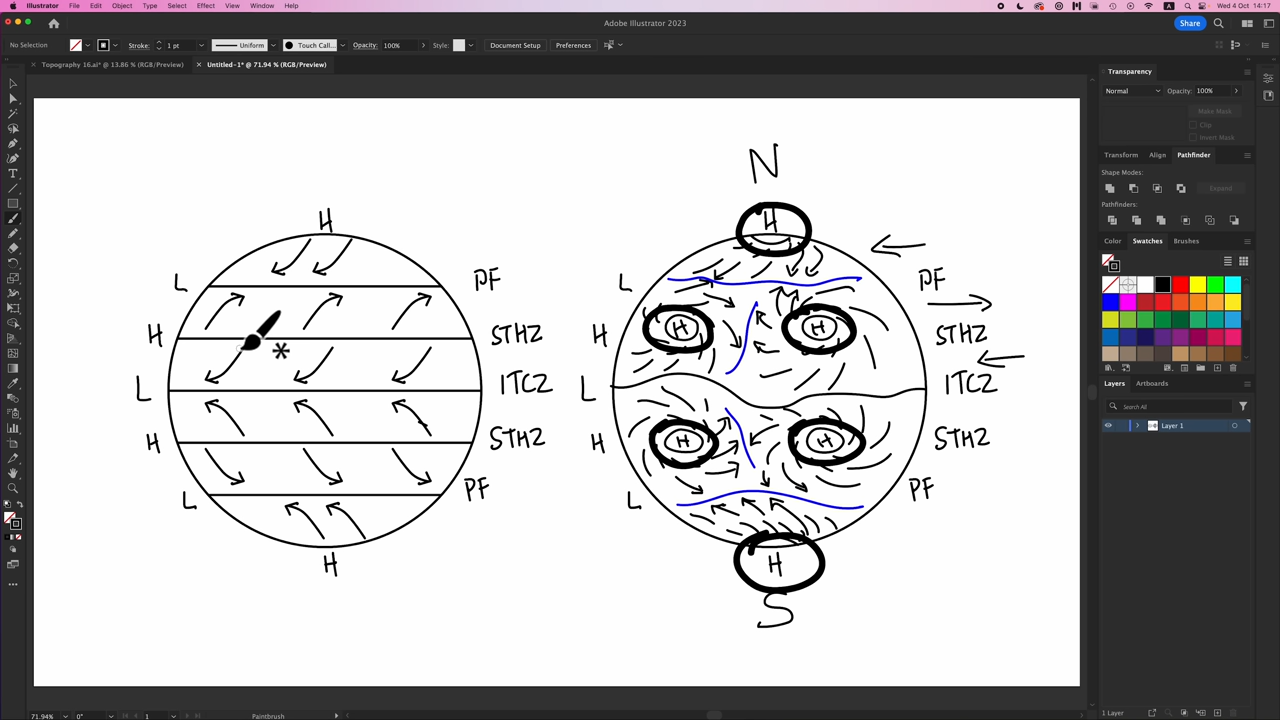 Illustrator File Edit Object Type Select Effect View Window Help Wed 4 Oct 14:17
Adobe Illustrator 2023 Share
No Selection Stroke: 1 pt Uniform Touch Call... Opacity: 100% Style: Document Setup Preferences
× Topography 16.ai* @ 13.86 % (RGB/Preview) × Untitled-1* @ 71.94 % (RGB/Preview)
Transparency
Normal Opacity: 100%
Make Mask
Clip
Invert Mask
Transform Align Pathfinder
Shape Modes:
Expand
Pathfinders:
Color Swatches Brushes
Layers Artboards
Search All
Layer 1
1 Layer
H
L PF
H STHZ
L ITCZ
H STHZ
L PF
H
N
H
L PF
H H H STHZ
L ITCZ
H H H STHZ
L PF
H
S
71.94% 0° 1 Paintbrush